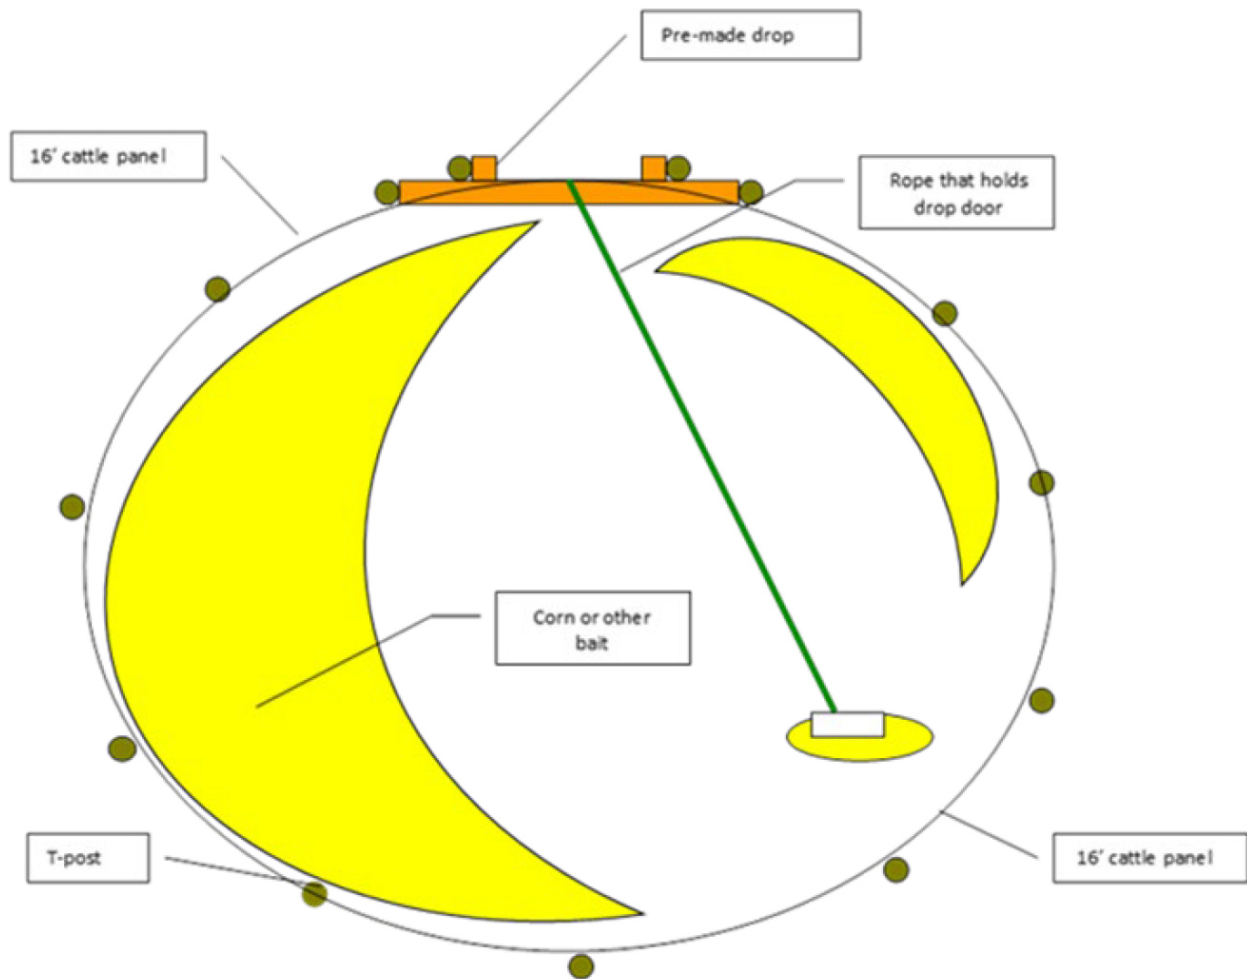 Pre-made drop
16' cattle panel
Rope that holds
drop door
Corn or other
bait
T-post
16' cattle panel